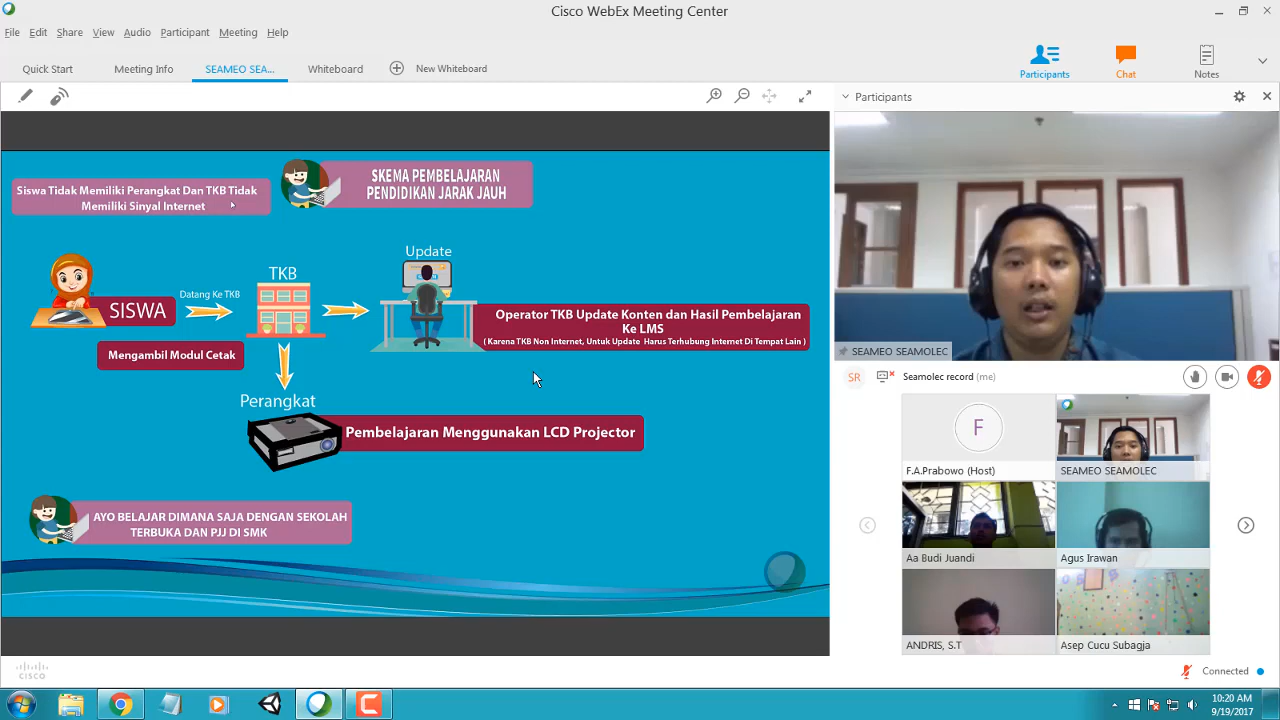 Cisco WebEx Meeting Center
File Edit Share View Audio Participant Meeting Help
Quick Start Meeting Info SEAMEO SEA... Whiteboard New Whiteboard
Participants Chat Notes
Participants
Siswa Tidak Memiliki Perangkat Dan TKB Tidak
Memiliki Sinyal Internet
SKEMA PEMBELAJARAN
PENDIDIKAN JARAK JAUH
SISWA
Datang Ke TKB
TKB
Update
Operator TKB Update Konten dan Hasil Pembelajaran
Ke LMS
( Karena TKB Non Internet, Untuk Update Harus Terhubung Internet Di Tempat Lain )
Mengambil Modul Cetak
Perangkat
Pembelajaran Menggunakan LCD Projector
AYO BELAJAR DIMANA SAJA DENGAN SEKOLAH
TERBUKA DAN PJJ DI SMK
SEAMEO SEAMOLEC
SR Seamolec record (me)
F
F.A.Prabowo (Host)
SEAMEO SEAMOLEC
Aa Budi Juandi
Agus Irawan
ANDRIS, S.T
Asep Cucu Subagja
cisco
Connected
10:20 AM
9/19/2017